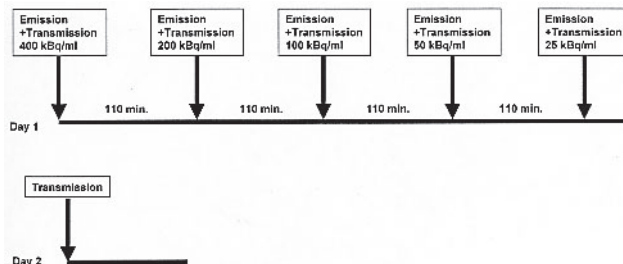 Emission
+Transmission
400 kBq/ml
Emission
+Transmission
200 kBq/ml
Emission
+Transmission
100 kBq/ml
Emission
+Transmission
50 kBq/ml
Emission
+Transmission
25 kBq/ml
110 min.
110 min.
110 min.
110 min.
Day 1
Transmission
Day 2